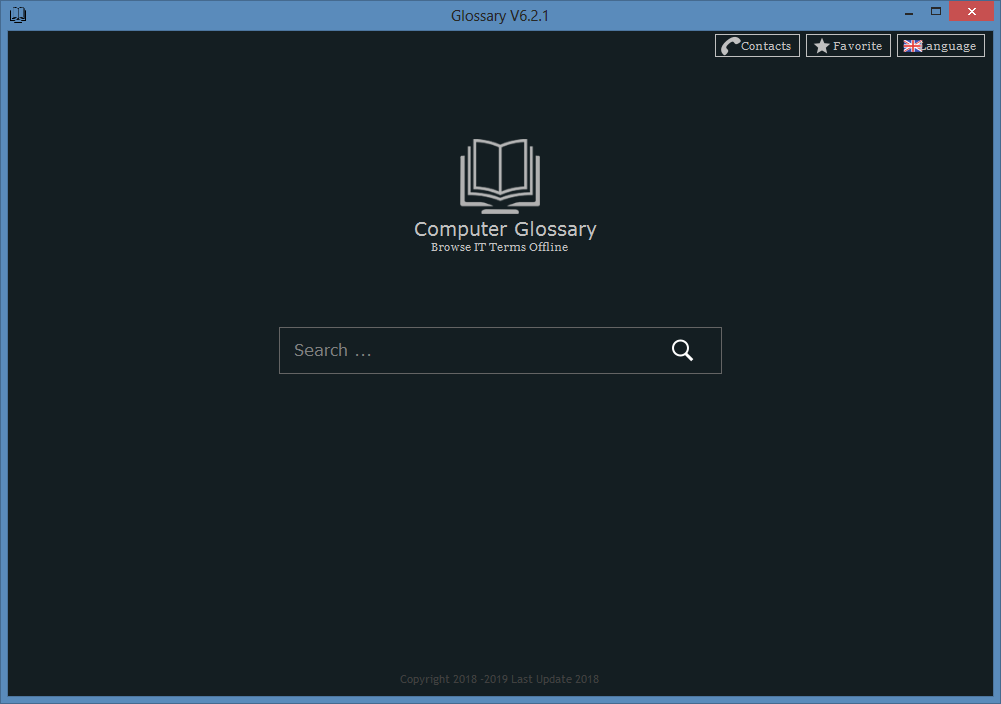 Glossary V6.2.1
Contacts
Favorite
Language
Computer Glossary
Browse IT Terms Offline
Search ...
Copyright 2018 -2019 Last Update 2018